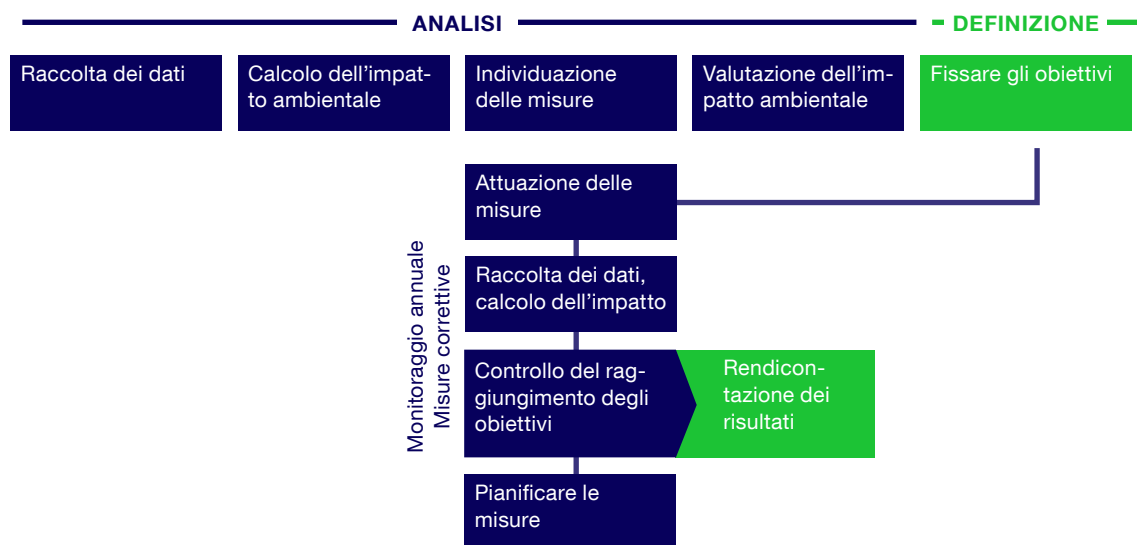 ANALISI
DEFINIZIONE
Raccolta dei dati
Calcolo dell'impat-
to ambientale
Individuazione
delle misure
Valutazione dell'im-
patto ambientale
Fissare gli obiettivi
Attuazione delle
misure
Monitoraggio annuale
Misure correttive
Raccolta dei dati,
calcolo dell'impatto
Controllo del rag-
giungimento degli
obiettivi
Rendicon-
tazione dei
risultati
Pianificare le
misure